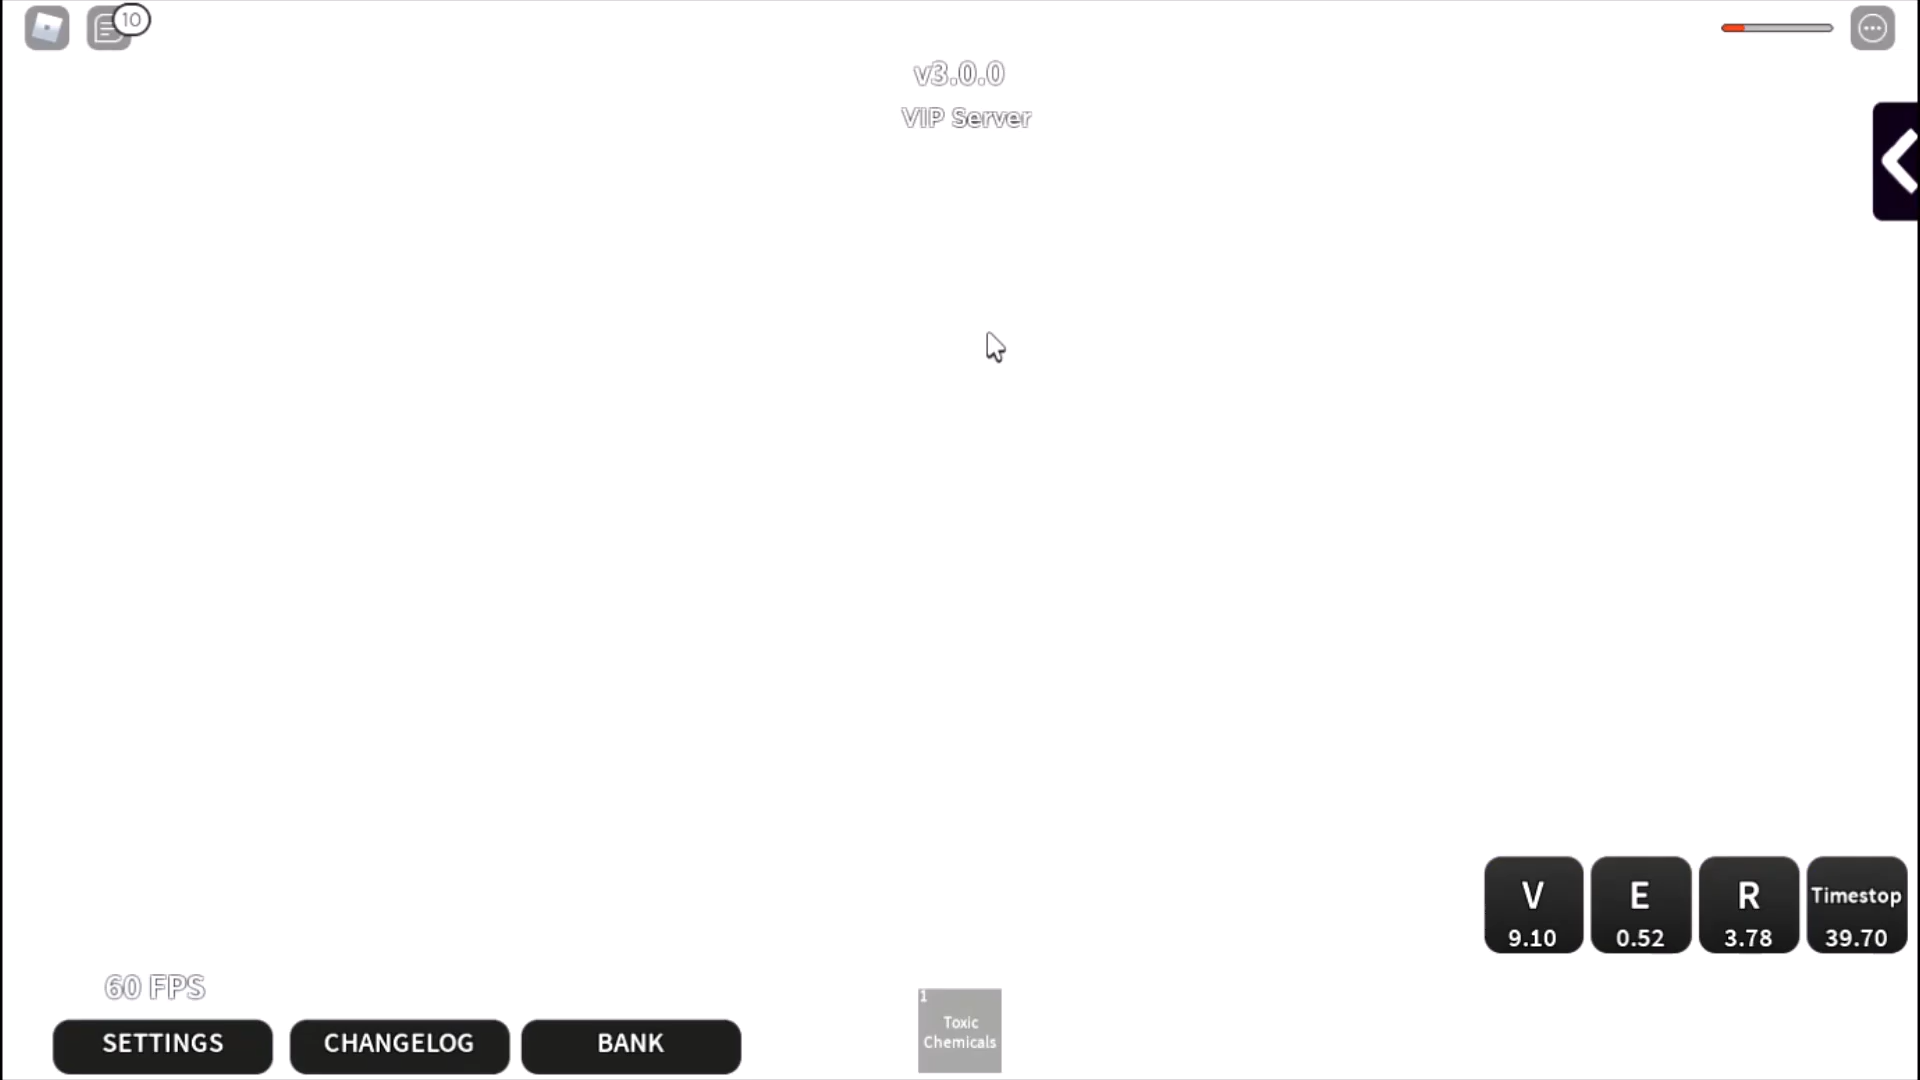 10
v3.0.0
VIP Server
V
9.10
E
0.52
R
3.78
Timestop
39.70
60 FPS
SETTINGS
CHANGELOG
BANK
1
Toxic
Chemicals